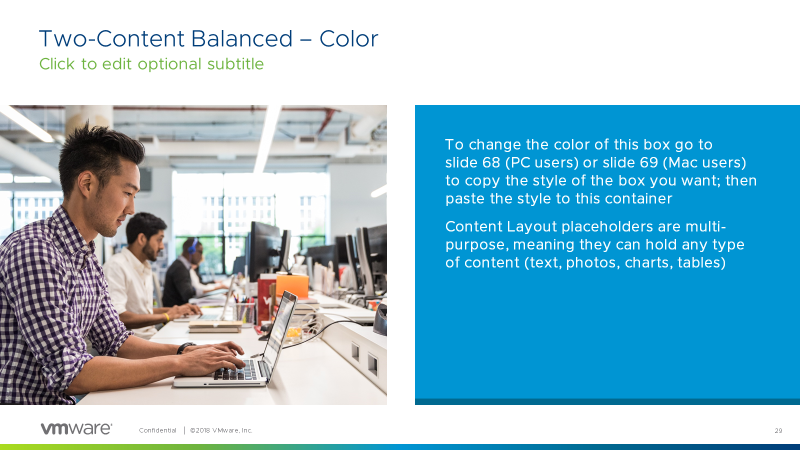 Two-Content Balanced – Color
Click to edit optional subtitle
To change the color of this box go to
slide 68 (PC users) or slide 69 (Mac users)
to copy the style of the box you want; then
paste the style to this container
Content Layout placeholders are multi-
purpose, meaning they can hold any type
of content (text, photos, charts, tables)
vmware
Confidential | ©2018 VMware, Inc.
29